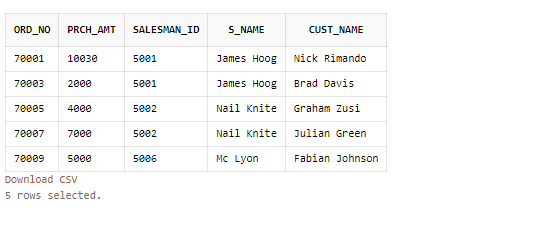 ORD_NO PRCH_AMT SALESMAN_ID S_NAME CUST_NAME
70001 10030 5001 James Hoog Nick Rimando
70003 2000 5001 James Hoog Brad Davis
70005 4000 5002 Nail Knite Graham Zusi
70007 7000 5002 Nail Knite Julian Green
70009 5000 5006 Mc Lyon Fabian Johnson
Download CSV
5 rows selected.